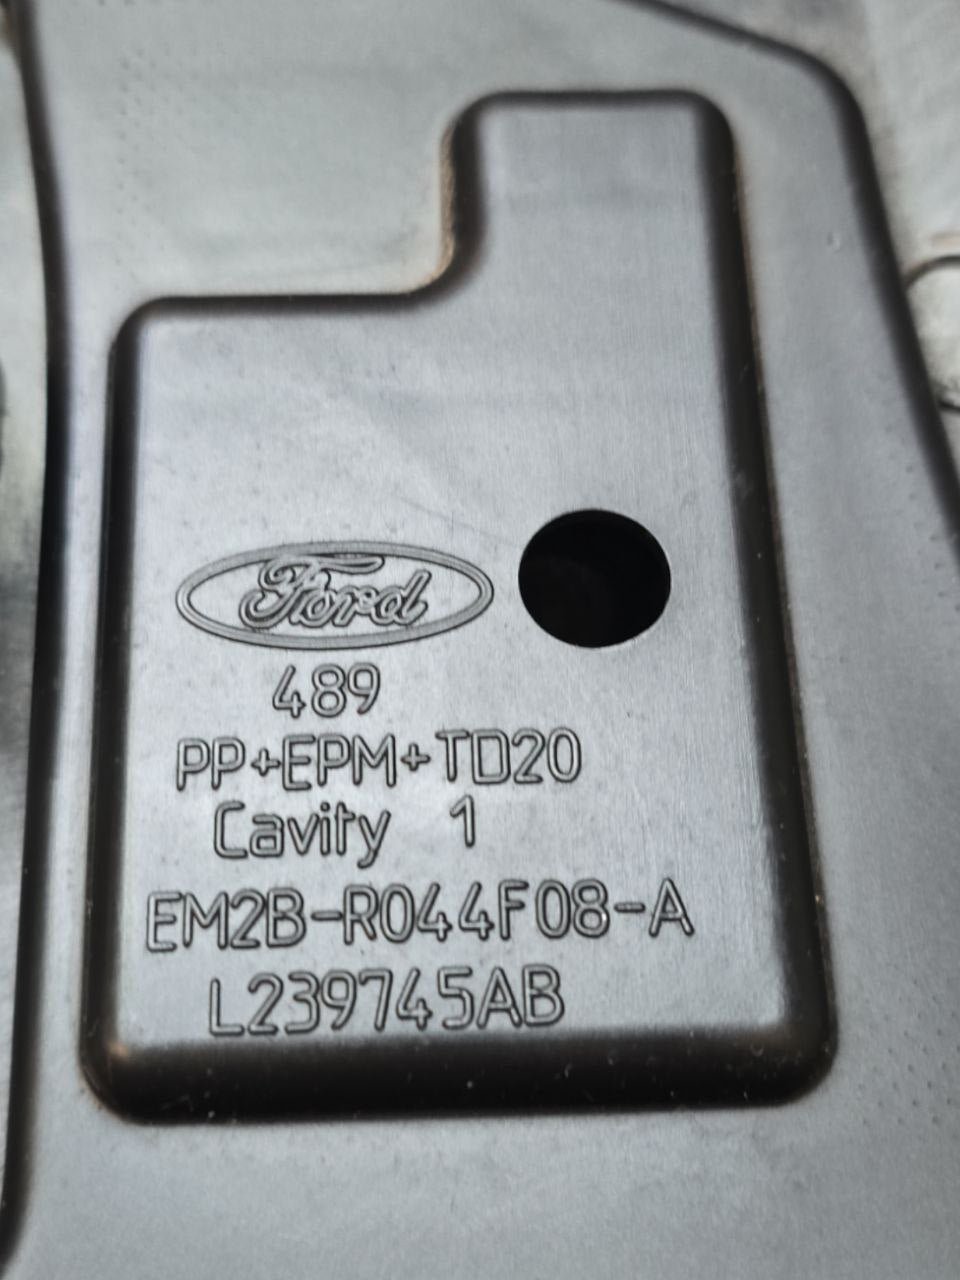 Ford
489
PP+EPM+TD20
Cavity 1
EM2B-R044F08-A
L239745AB